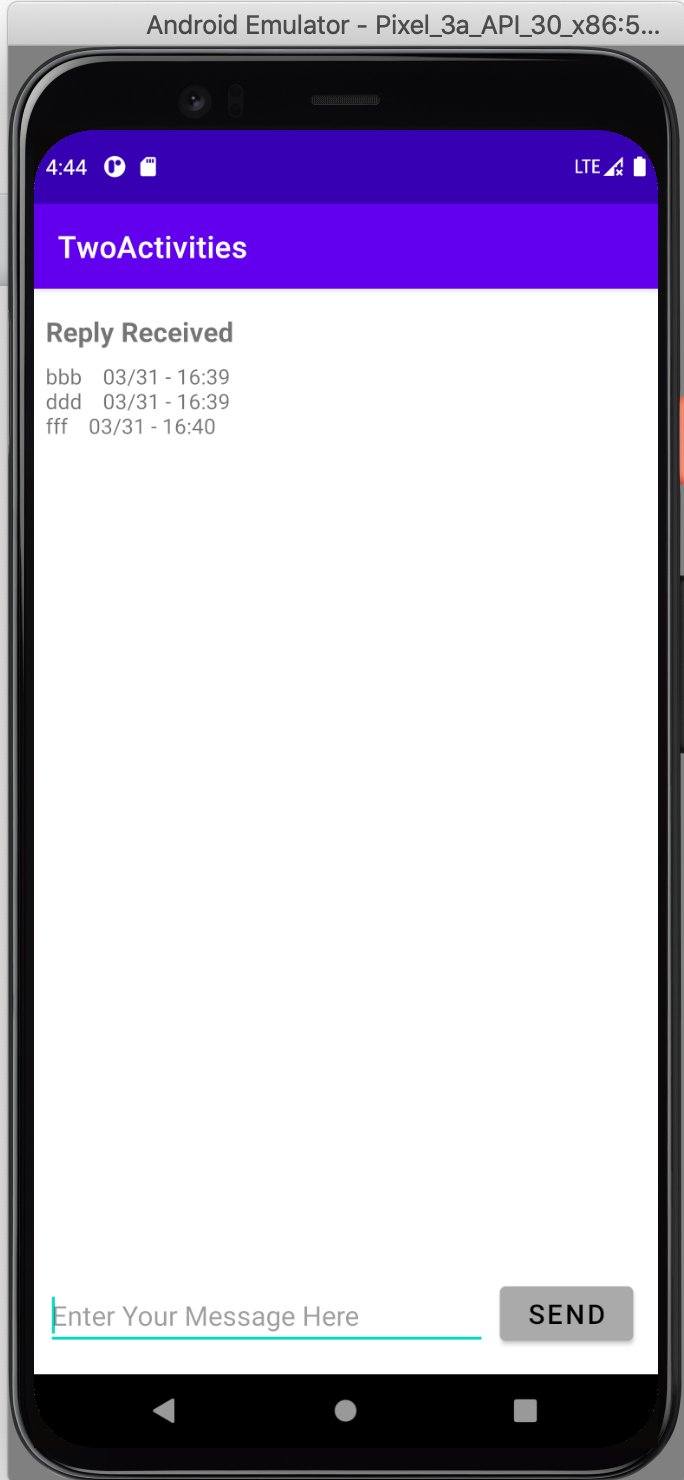 Android Emulator - Pixel_3a_API_30_x86:5...
4:44 LTE
TwoActivities
Reply Received
bbb 03/31 - 16:39
ddd 03/31 - 16:39
fff 03/31 - 16:40
Enter Your Message Here
SEND